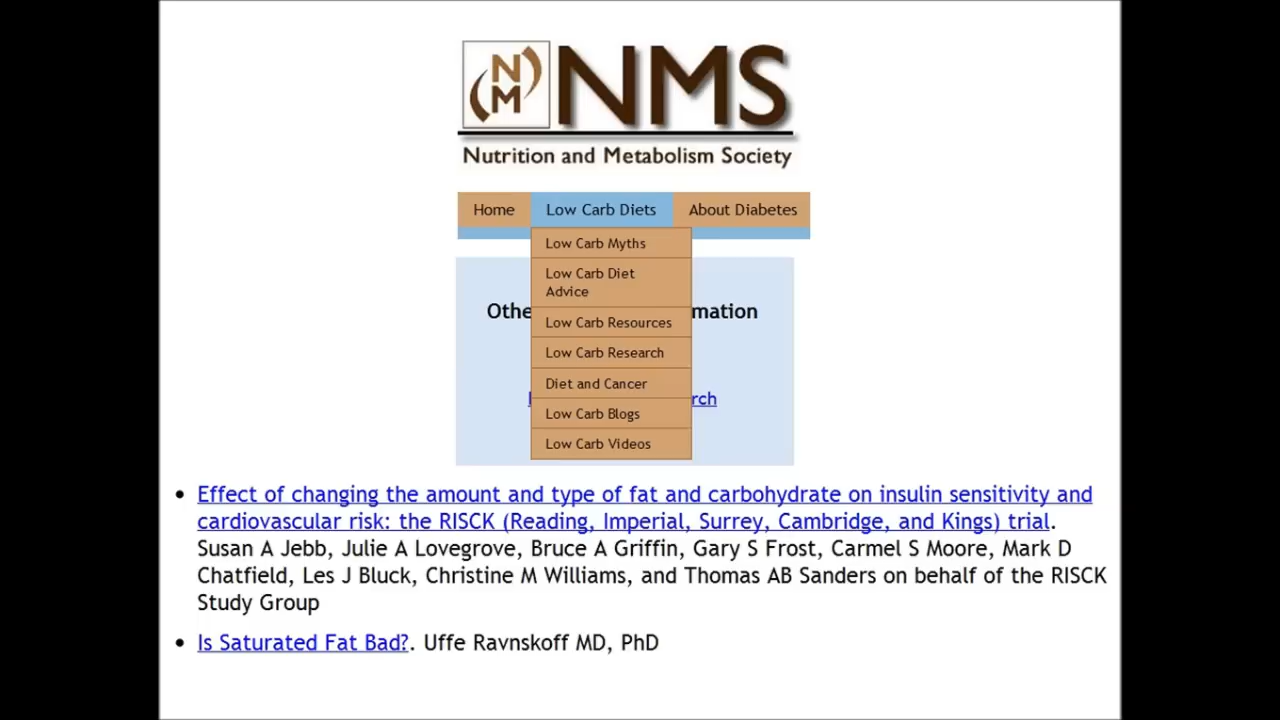 N
M
NMS
Nutrition and Metabolism Society
Home Low Carb Diets About Diabetes
Low Carb Myths
Low Carb Diet
Advice
Low Carb Resources
Low Carb Research
Diet and Cancer
Low Carb Blogs
Low Carb Videos
• Effect of changing the amount and type of fat and carbohydrate on insulin sensitivity and
cardiovascular risk: the RISCK (Reading, Imperial, Surrey, Cambridge, and Kings) trial.
Susan A Jebb, Julie A Lovegrove, Bruce A Griffin, Gary S Frost, Carmel S Moore, Mark D
Chatfield, Les J Bluck, Christine M Williams, and Thomas AB Sanders on behalf of the RISCK
Study Group
• Is Saturated Fat Bad?. Uffe Ravnskoff MD, PhD